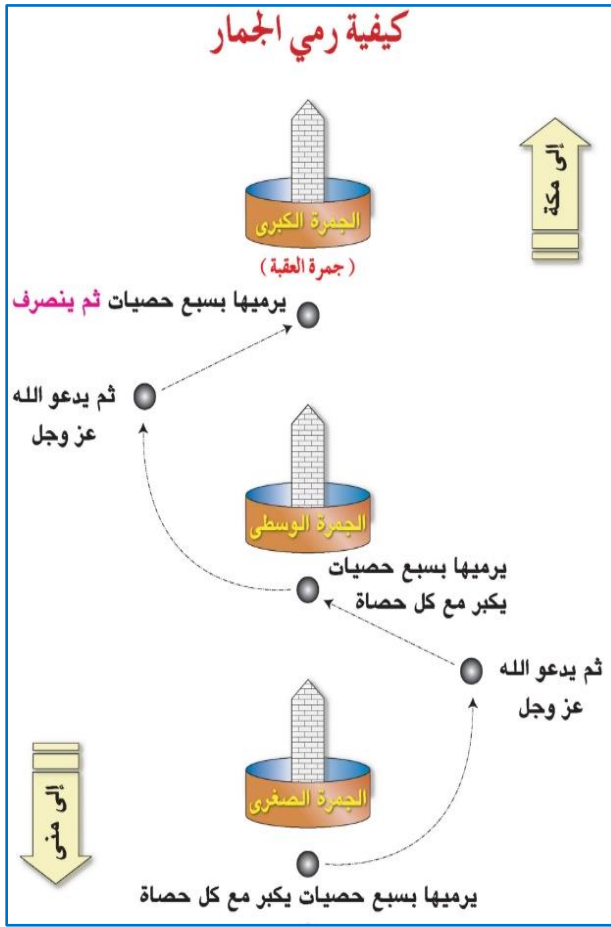 كيفية رمي الجمار
إلى مكة
الجمرة الكبرى
(جمرة العقبة)
يرميها بسبع حصيات ثم ينصرف
ثم يدعو الله
عز وجل
الجمرة الوسطى
يرميها بسبع حصيات
يكبر مع كل حصاة
ثم يدعو الله
عز وجل
الجمرة الصغرى
إلى منى
يرميها بسبع حصيات يكبر مع كل حصاة